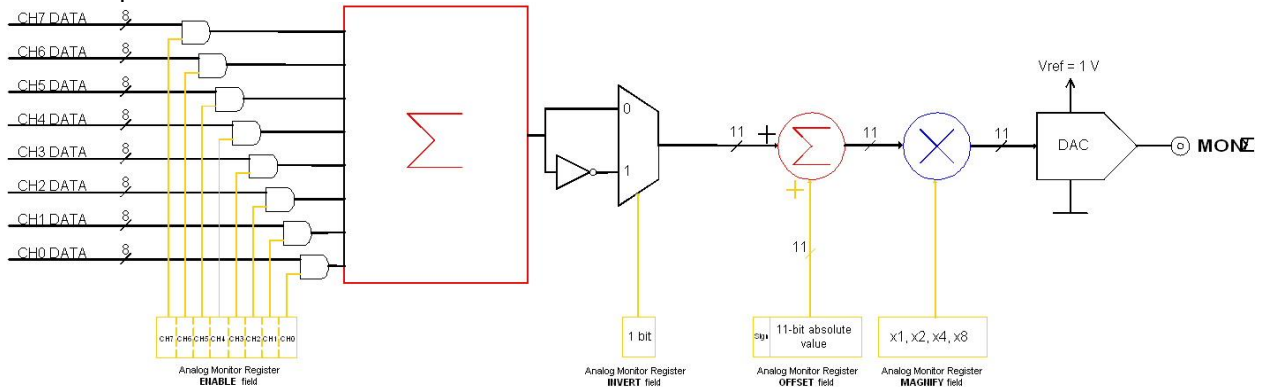 CH7 DATA 8
CH6 DATA 8
CH5 DATA 8
CH4 DATA 8
CH3 DATA 8
CH2 DATA 8
CH1 DATA 8
CH0 DATA 8
Σ
0
1
11
+
Σ
+
11
11
11
Vref = 1 V
DAC
MONΣ
CH7 CH6 CH5 CH4 CH3 CH2 CH1 CH0
Analog Monitor Register
ENABLE field
1 bit
Analog Monitor Register
INVERT field
Sign
11-bit absolute
value
Analog Monitor Register
OFFSET field
x1, x2, x4, x8
Analog Monitor Register
MAGNIFY field